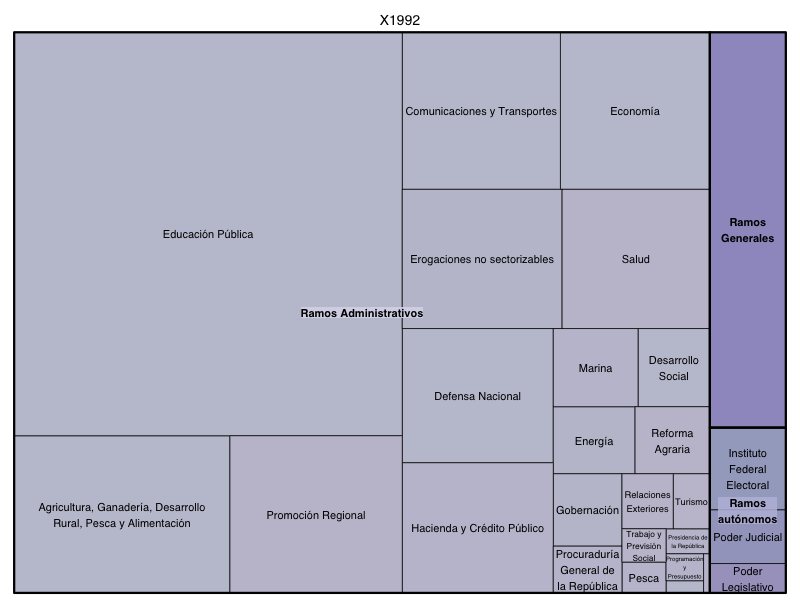 X1992
Educación Pública
Comunicaciones y Transportes
Economía
Ramos
Generales
Erogaciones no sectorizables
Salud
Ramos Administrativos
Defensa Nacional
Marina
Desarrollo
Social
Energía
Reforma
Agraria
Agricultura, Ganadería, Desarrollo
Rural, Pesca y Alimentación
Promoción Regional
Hacienda y Crédito Público
Gobernación
Relaciones
Exteriores
Turismo
Trabajo y
Previsión
Social
Presidencia de
la República
Procuraduría
General de
la República
Pesca
Programación
y
Presupuesto
Instituto
Federal
Electoral
Ramos
autónomos
Poder Judicial
Poder
Legislativo